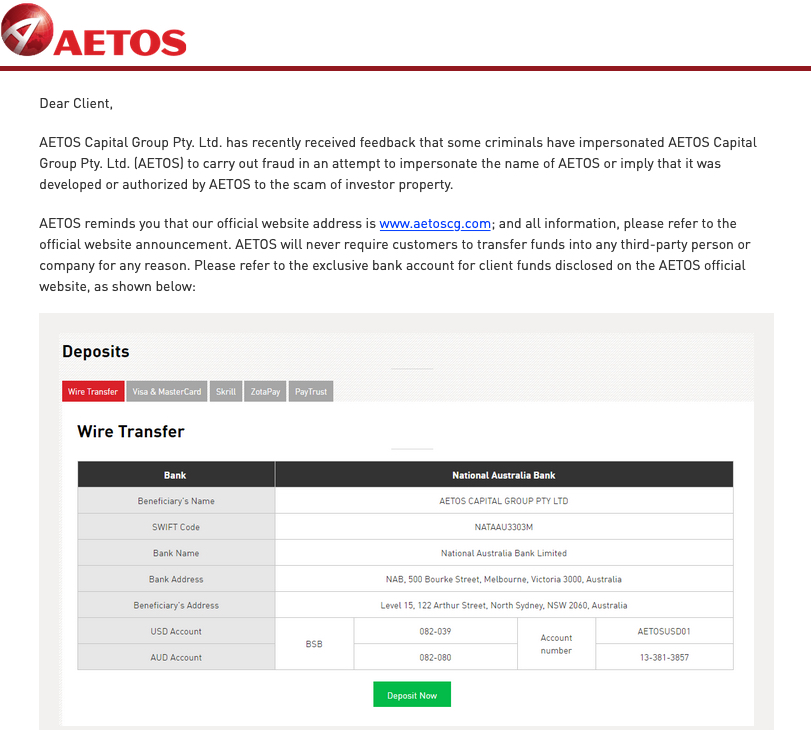 AETOS
Dear Client,
AETOS Capital Group Pty. Ltd. has recently received feedback that some criminals have impersonated AETOS Capital
Group Pty. Ltd. (AETOS) to carry out fraud in an attempt to impersonate the name of AETOS or imply that it was
developed or authorized by AETOS to the scam of investor property.
AETOS reminds you that our official website address is www.aetoscg.com; and all information, please refer to the
official website announcement. AETOS will never require customers to transfer funds into any third-party person or
company for any reason. Please refer to the exclusive bank account for client funds disclosed on the AETOS official
website, as shown below:
Deposits
Wire Transfer Visa & MasterCard Skrill ZotaPay PayTrust
Wire Transfer
Bank National Australia Bank
Beneficiary's Name AETOS CAPITAL GROUP PTY LTD
SWIFT Code NATAAU3303M
Bank Name National Australia Bank Limited
Bank Address NAB, 500 Bourke Street, Melbourne, Victoria 3000, Australia
Beneficiary's Address Level 15, 122 Arthur Street, North Sydney, NSW 2060, Australia
USD Account BSB 082-039 Account number AETOSUSD01
AUD Account 082-080 13-381-3857
Deposit Now